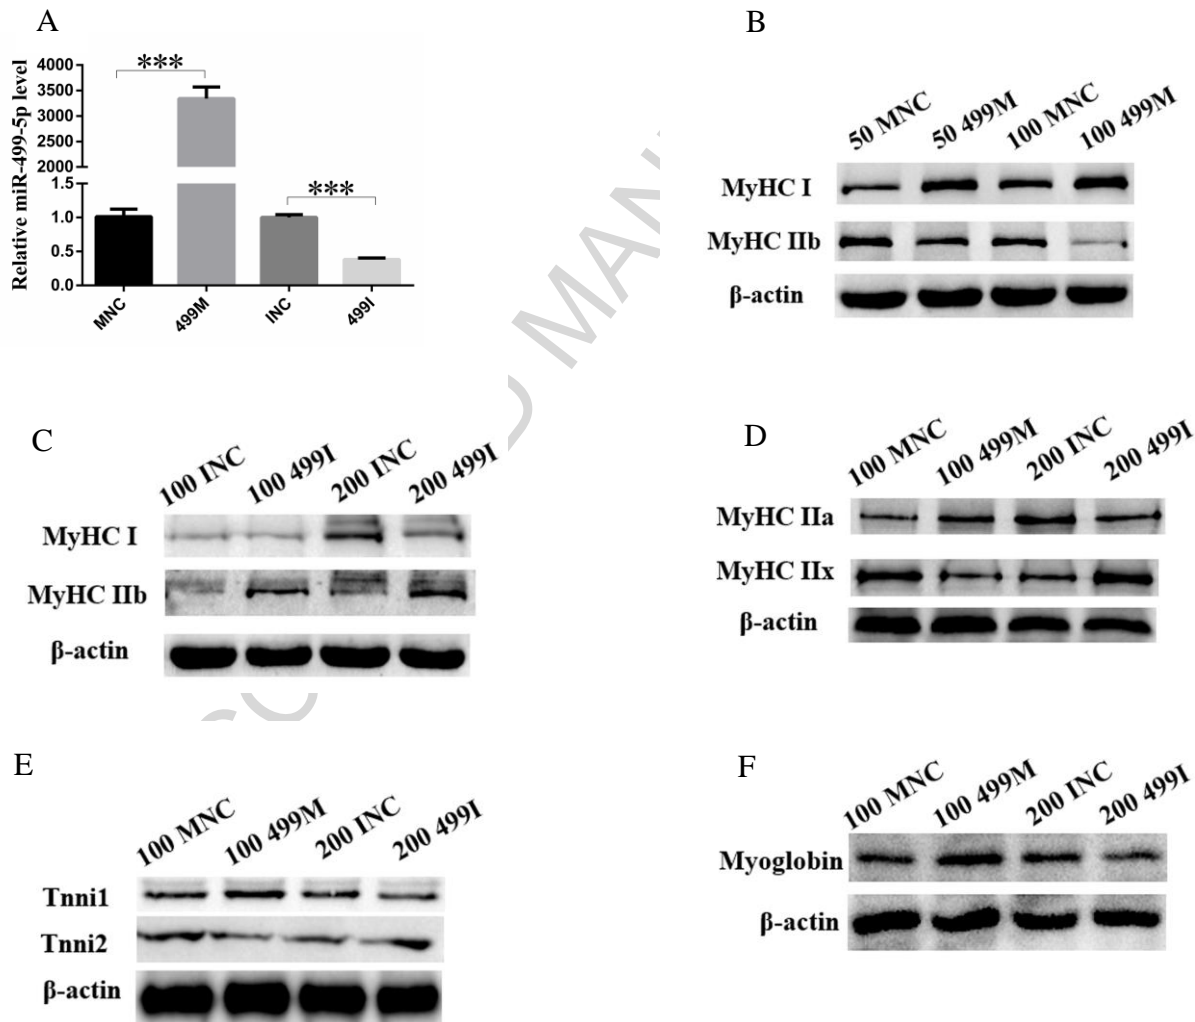 A
Relative miR-499-5p level
4000
3500
3000
2500
2000
1.5
1.0
0.5
0.0
***
***
MNC
499M
INC
499I
B
50 MNC
50 499M
100 MNC
100 499M
MyHC I
MyHC IIb
β-actin
C
100 INC
100 499I
200 INC
200 499I
MyHC I
MyHC IIb
β-actin
D
100 MNC
100 499M
200 INC
200 499I
MyHC IIa
MyHC IIx
β-actin
E
100 MNC
100 499M
200 INC
200 499I
Tnni1
Tnni2
β-actin
F
100 MNC
100 499M
200 INC
200 499I
Myoglobin
β-actin